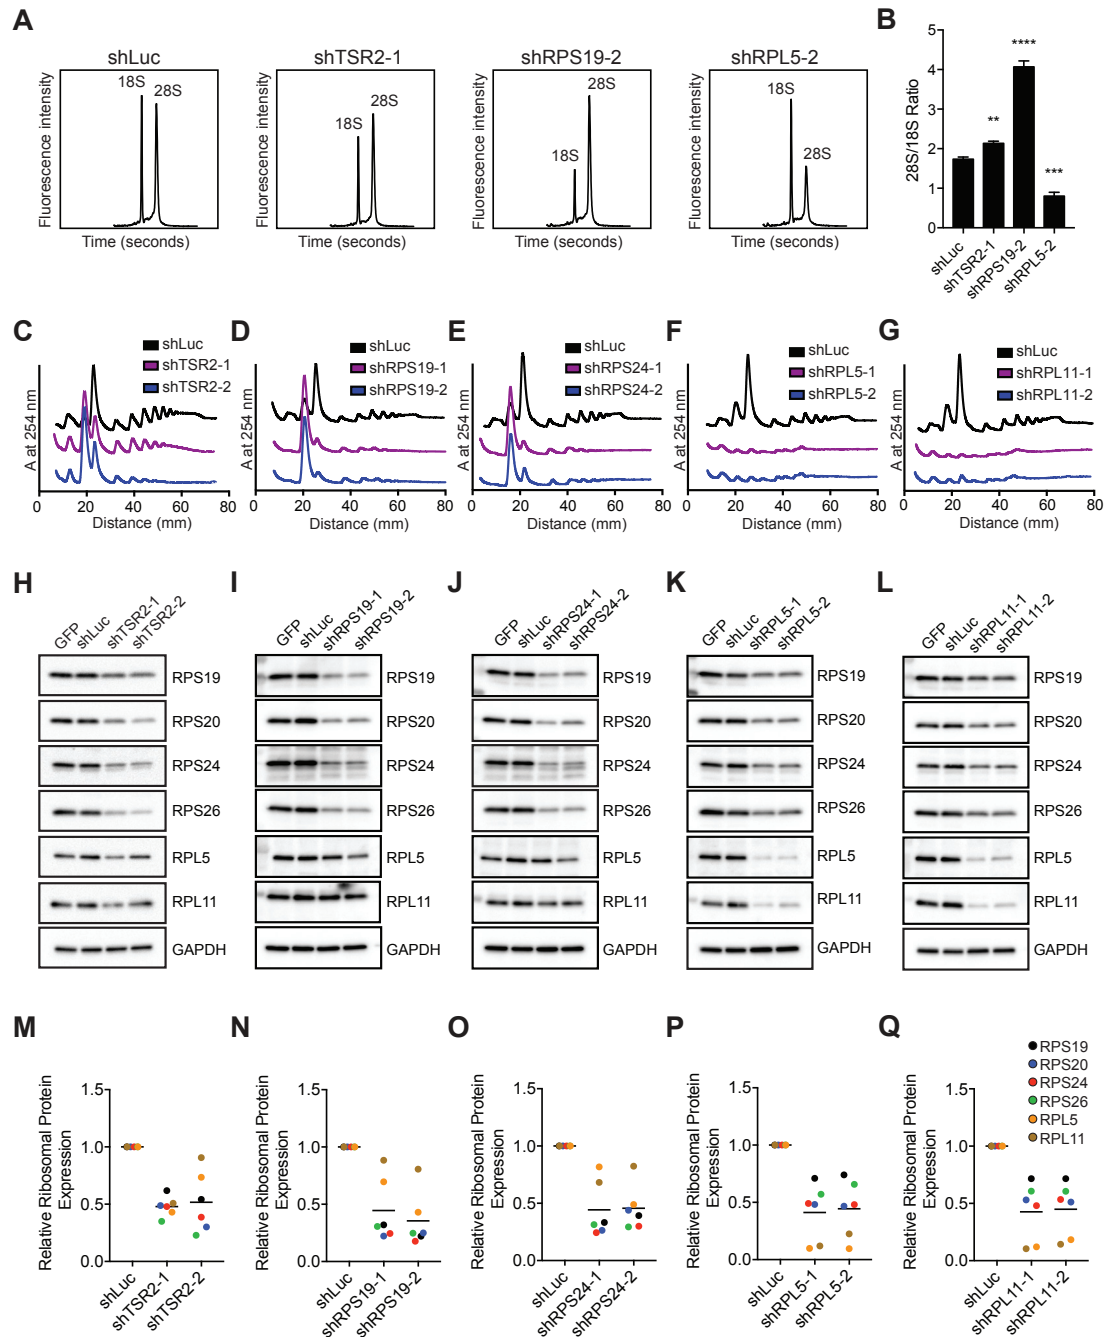 A
shLuc
shTSR2-1
shRPS19-2
shRPL5-2
Fluorescence intensity
18S
28S
Time (seconds)
Fluorescence intensity
18S
28S
Time (seconds)
Fluorescence intensity
18S
28S
Time (seconds)
Fluorescence intensity
18S
28S
Time (seconds)
B
28S/18S Ratio
5
4
3
2
1
0
**
****
***
shLuc
shTSR2-1
shRPS19-2
shRPL5-2
C
shLuc
shTSR2-1
shTSR2-2
A at 254 nm
0 20 40 60 80
Distance (mm)
D
shLuc
shRPS19-1
shRPS19-2
A at 254 nm
0 20 40 60 80
Distance (mm)
E
shLuc
shRPS24-1
shRPS24-2
A at 254 nm
0 20 40 60 80
Distance (mm)
F
shLuc
shRPL5-1
shRPL5-2
A at 254 nm
0 20 40 60 80
Distance (mm)
G
shLuc
shRPL11-1
shRPL11-2
A at 254 nm
0 20 40 60 80
Distance (mm)
H
GFP
shLuc
shTSR2-1
shTSR2-2
RPS19
RPS20
RPS24
RPS26
RPL5
RPL11
GAPDH
I
GFP
shLuc
shRPS19-1
shRPS19-2
RPS19
RPS20
RPS24
RPS26
RPL5
RPL11
GAPDH
J
GFP
shLuc
shRPS24-1
shRPS24-2
RPS19
RPS20
RPS24
RPS26
RPL5
RPL11
GAPDH
K
GFP
shLuc
shRPL5-1
shRPL5-2
RPS19
RPS20
RPS24
RPS26
RPL5
RPL11
GAPDH
L
GFP
shLuc
shRPL11-1
shRPL11-2
RPS19
RPS20
RPS24
RPS26
RPL5
RPL11
GAPDH
M
Relative Ribosomal Protein
Expression
1.5
1.0
0.5
0.0
shLuc
shTSR2-1
shTSR2-2
N
Relative Ribosomal Protein
Expression
1.5
1.0
0.5
0.0
shLuc
shRPS19-1
shRPS19-2
O
Relative Ribosomal Protein
Expression
1.5
1.0
0.5
0.0
shLuc
shRPS24-1
shRPS24-2
P
Relative Ribosomal Protein
Expression
1.5
1.0
0.5
0.0
shLuc
shRPL5-1
shRPL5-2
Q
Relative Ribosomal Protein
Expression
1.5
1.0
0.5
0.0
shLuc
shRPL11-1
shRPL11-2
RPS19
RPS20
RPS24
RPS26
RPL5
RPL11